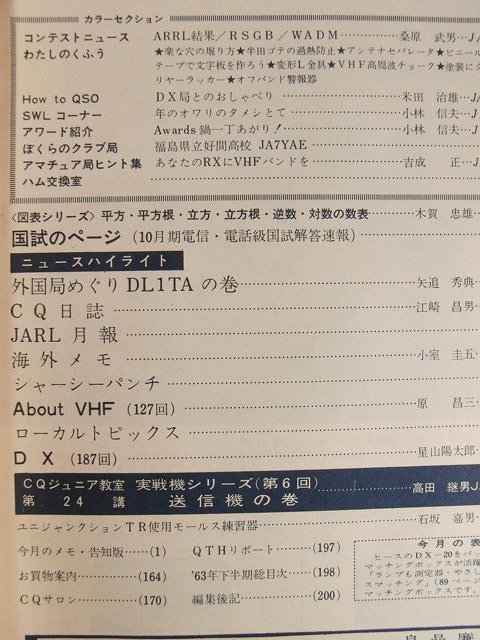 カラーセクション
コンテストニュース ARRL結果／RSGB／WADM………桑原 武男…JA
わたしのくふう ★楽な穴の堀り方★半田ゴテの過熱防止★アンテナセパレータ★ビニール
テープで文字板を作ろう★変形L金具★VHF高周波チョーク★塗装にク
リヤーラッカー★オフバンド警報器
How to QSO DX局とのおしゃべり………米田 治雄…JA
SWLコーナー 年のオワリのタメシとて………小林 信夫…J
アワード紹介 Awards鍋一丁あがり！………小林 信夫…J
ぼくらのクラブ局 福島県立好間高校 JA7YAE………
アマチュア局ヒント集 あなたのRXにVHFバンドを………吉成 正…J
ハム交換室………
〈図表シリーズ〉平方・平方根・立方・立方根・逆数・対数の数表………木賀 忠雄…
国試のページ (10月期電信・電話級国試解答速報)………
ニュースハイライト
外国局めぐり DL1TA の巻………矢追 秀典…
CQ日誌………江崎 昌男…
JARL 月報………
海外メモ………小室 圭五…
シャーシーパンチ………
About VHF (127回)………原 昌三…
ローカルトピックス………
DX (187回)………星山陽太郎…
CQジュニア教室 実戦機シリーズ(第6回)
第24講 送信機の巻………高田 継男J
ユニジャンクションTR使用モールス練習器………石坂 嘉男…
今月のメモ・告知版……(1) QTHリポート……(197)
お買物案内……(164) '63年下半期総目次……(198)
CQサロン……(170) 編集後記……(200)
今月の表
ヒースのDX-20をバッ
マッチングボックスが活躍
「ランプも測定器・やさし
スマッチング」(89ペー
マッチングボックスです。